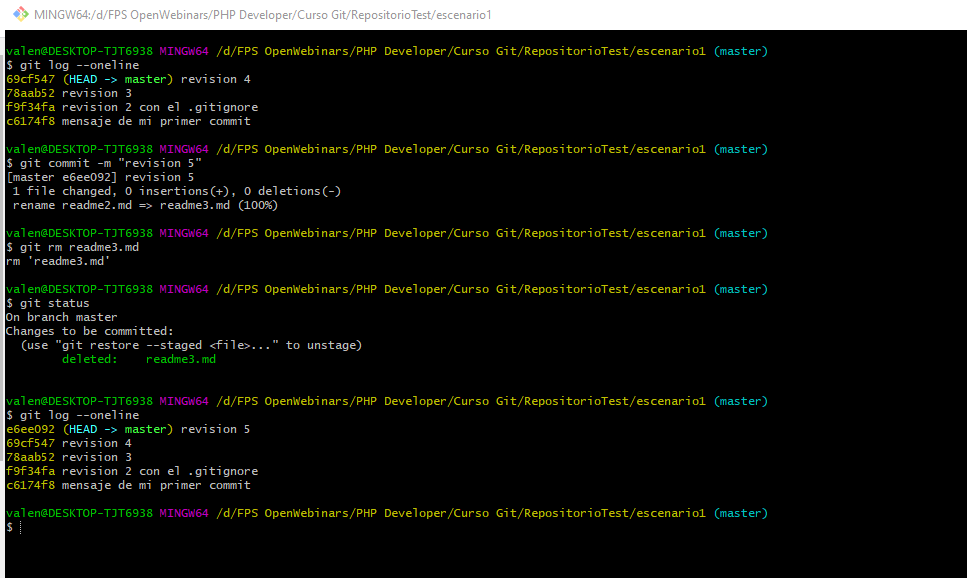 MINGW64:/d/FPS OpenWebinars/PHP Developer/Curso Git/RepositorioTest/escenario1
valen@DESKTOP-TJT6938 MINGW64 /d/FPS OpenWebinars/PHP Developer/Curso Git/RepositorioTest/escenario1 (master)
$ git log --oneline
69cf547 (HEAD -> master) revision 4
78aab52 revision 3
f9f34fa revision 2 con el .gitignore
c6174f8 mensaje de mi primer commit
valen@DESKTOP-TJT6938 MINGW64 /d/FPS OpenWebinars/PHP Developer/Curso Git/RepositorioTest/escenario1 (master)
$ git commit -m "revision 5"
[master e6ee092] revision 5
 1 file changed, 0 insertions(+), 0 deletions(-)
 rename readme2.md => readme3.md (100%)
valen@DESKTOP-TJT6938 MINGW64 /d/FPS OpenWebinars/PHP Developer/Curso Git/RepositorioTest/escenario1 (master)
$ git rm readme3.md
rm 'readme3.md'
valen@DESKTOP-TJT6938 MINGW64 /d/FPS OpenWebinars/PHP Developer/Curso Git/RepositorioTest/escenario1 (master)
$ git status
On branch master
Changes to be committed:
  (use "git restore --staged <file>..." to unstage)
        deleted:    readme3.md
valen@DESKTOP-TJT6938 MINGW64 /d/FPS OpenWebinars/PHP Developer/Curso Git/RepositorioTest/escenario1 (master)
$ git log --oneline
e6ee092 (HEAD -> master) revision 5
69cf547 revision 4
78aab52 revision 3
f9f34fa revision 2 con el .gitignore
c6174f8 mensaje de mi primer commit
valen@DESKTOP-TJT6938 MINGW64 /d/FPS OpenWebinars/PHP Developer/Curso Git/RepositorioTest/escenario1 (master)
$